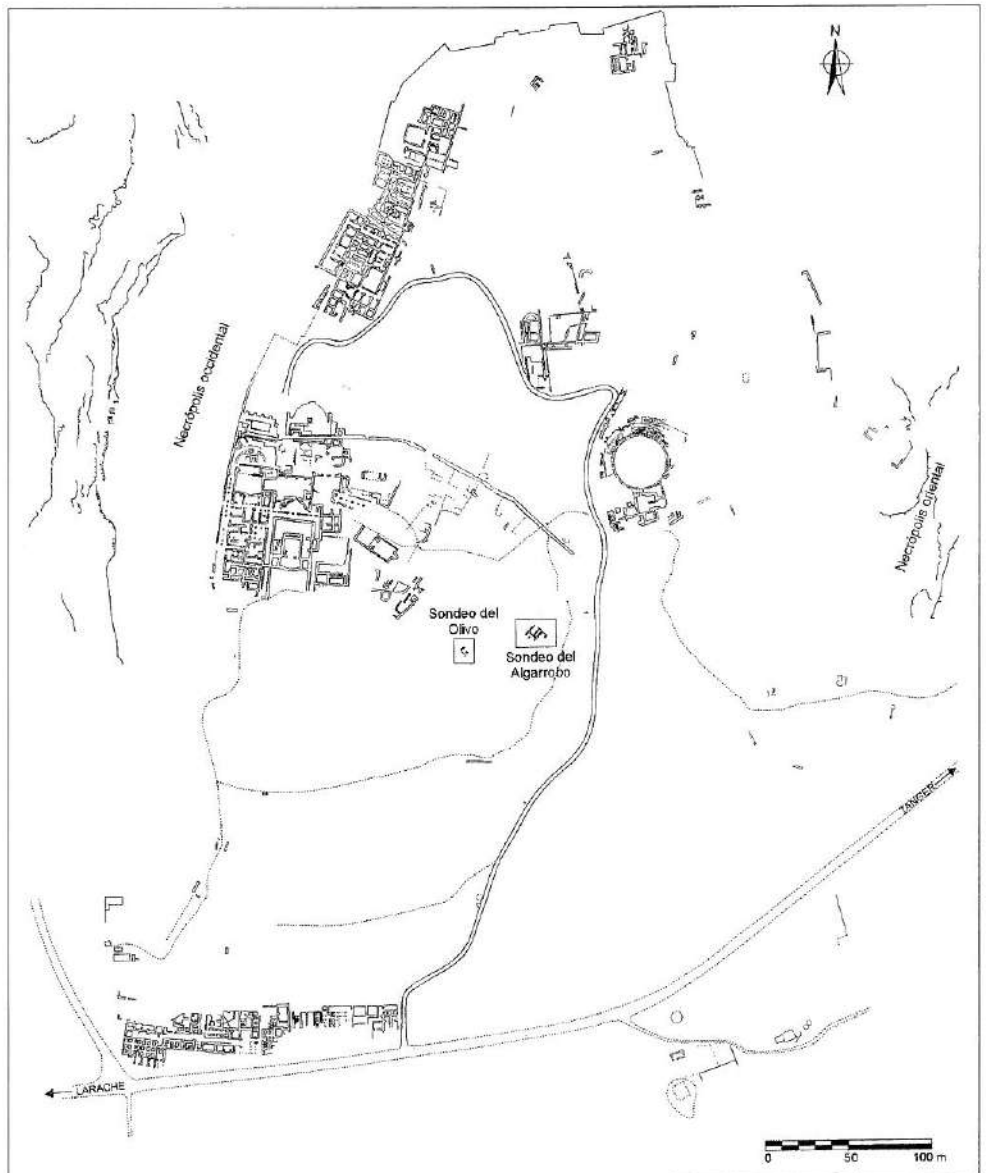 N
Necrópolis occidental
Necrópolis oriental
Sondeo del
Olivo
Sondeo del
Algarrobo
TANGER
LARACHE
0 50 100 m